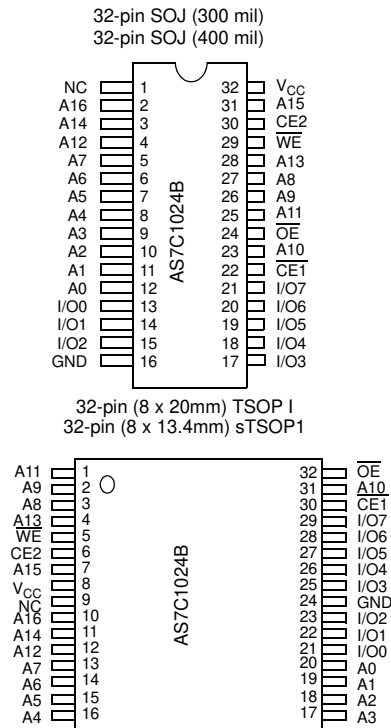 32-pin SOJ (300 mil)
32-pin SOJ (400 mil)
NC 1 32 VCC
A16 2 31 A15
A14 3 30 CE2
A12 4 29 WE
A7 5 28 A13
A6 6 27 A8
A5 7 26 A9
A4 8 25 A11
A3 9 24 OE
A2 10 23 A10
A1 11 22 CE1
A0 12 21 I/O7
I/O0 13 20 I/O6
I/O1 14 19 I/O5
I/O2 15 18 I/O4
GND 16 17 I/O3
AS7C1024B
32-pin (8 x 20mm) TSOP I
32-pin (8 x 13.4mm) sTSOP1
A11 1 32 OE
A9 2 31 A10
A8 3 30 CE1
A13 4 29 I/O7
WE 5 28 I/O6
CE2 6 27 I/O5
A15 7 26 I/O4
VCC 8 25 I/O3
NC 9 24 GND
A16 10 23 I/O2
A14 11 22 I/O1
A12 12 21 I/O0
A7 13 20 A0
A6 14 19 A1
A5 15 18 A2
A4 16 17 A3
AS7C1024B